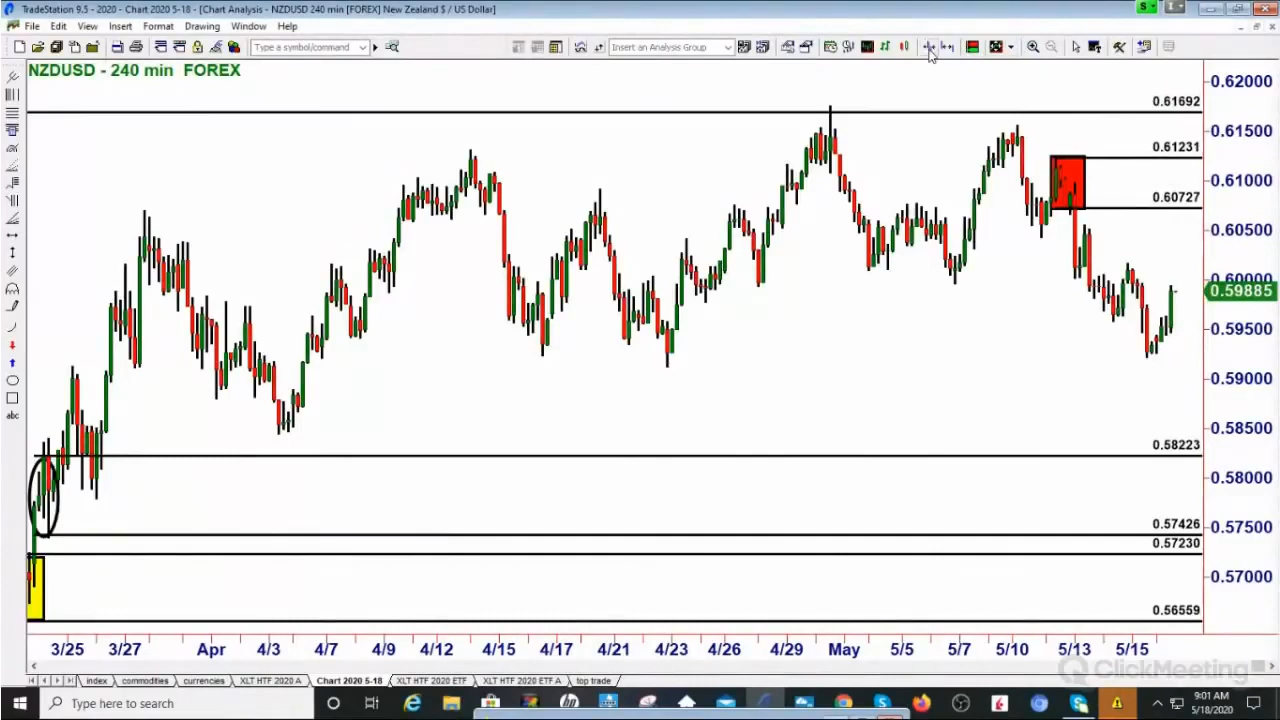 TradeStation 9.5 - 2020 - Chart 2020 5-18 - [Chart Analysis - NZDUSD 240 min [FOREX] New Zealand $ / US Dollar]
S
File Edit View Insert Format Drawing Window Help
Type a symbol/command
Insert an Analysis Group
NZDUSD - 240 min FOREX
0.62000
0.61692
0.61500
0.61231
0.61000
0.60727
0.60500
0.60000
0.59885
0.59500
0.59000
0.58500
0.58223
0.58000
0.57426
0.57500
0.57230
0.57000
0.56559
abc
3/25 3/27 Apr 4/3 4/7 4/12 4/15 4/17 4/21 4/23 4/26 4/29 May 5/5 5/7 5/10 5/13 5/15
ClickMeeting
index commodities currencies XLT HTF 2020 A Chart 2020 5-18 XLT HTF 2020 ETF XLT HTF 2020 ETF A top trade
Type here to search
9:01 AM
5/18/2020